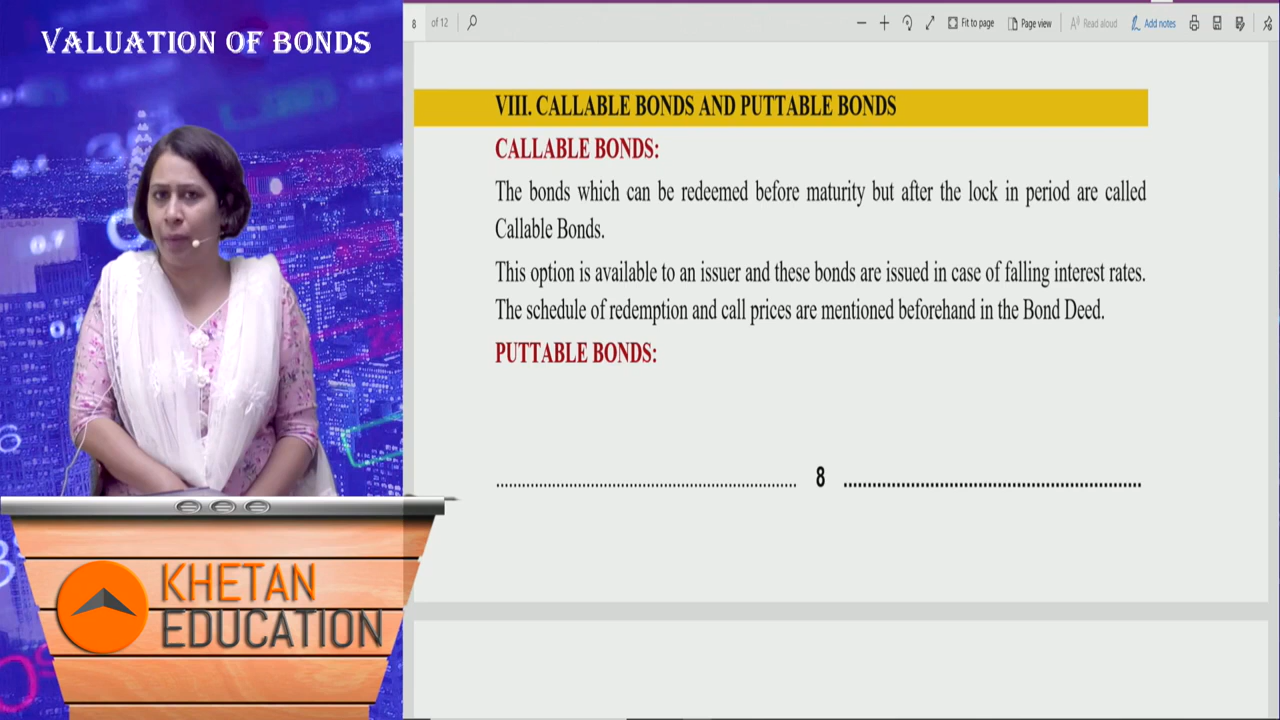 VALUATION OF BONDS
8 of 12
Fit to page
Page view
Read aloud
Add notes
VIII. CALLABLE BONDS AND PUTTABLE BONDS
CALLABLE BONDS:
The bonds which can be redeemed before maturity but after the lock in period are called
Callable Bonds.
This option is available to an issuer and these bonds are issued in case of falling interest rates.
The schedule of redemption and call prices are mentioned beforehand in the Bond Deed.
PUTTABLE BONDS:
8
KHETAN
EDUCATION